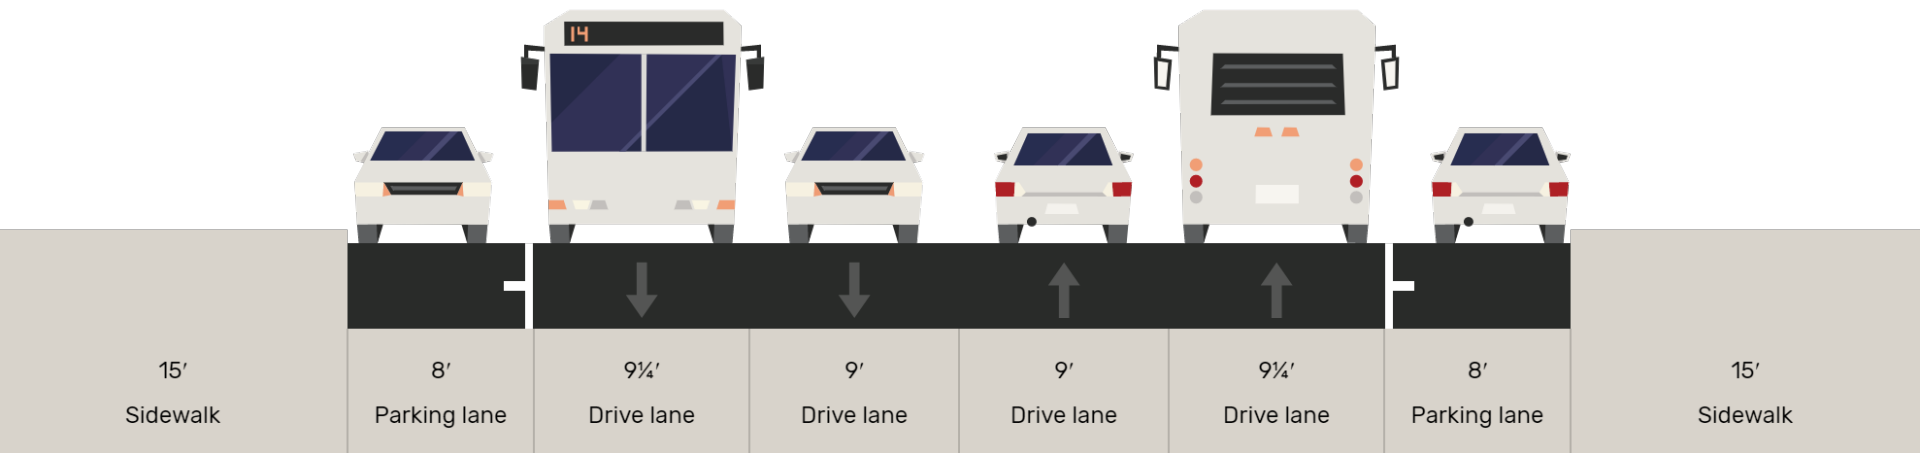 14
15′ 8′ 9¼′ 9′ 9′ 9¼′ 8′ 15′
Sidewalk Parking lane Drive lane Drive lane Drive lane Drive lane Parking lane Sidewalk